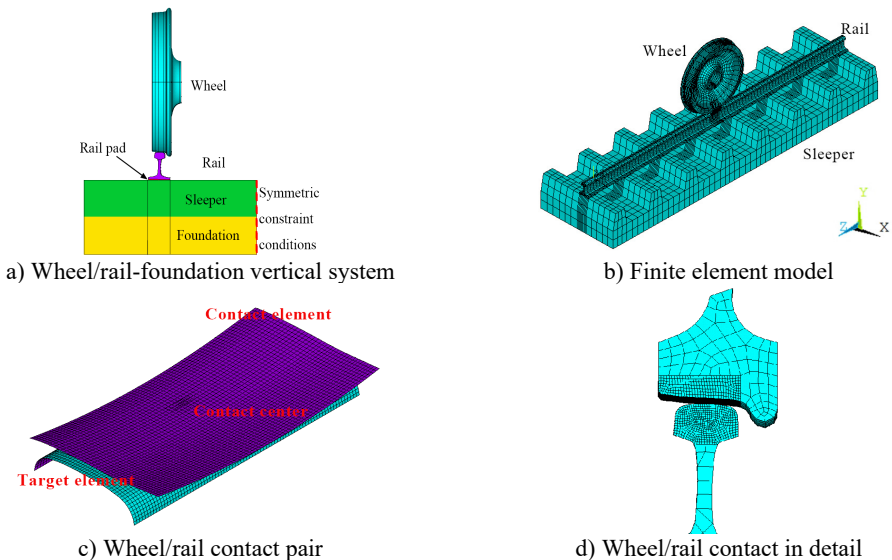 Wheel
Rail pad
Rail
Sleeper
Symmetric
constraint
Foundation
conditions
a) Wheel/rail-foundation vertical system
Rail
Wheel
Sleeper
Y
Z
X
b) Finite element model
Contact element
Contact center
Target element
c) Wheel/rail contact pair
d) Wheel/rail contact in detail